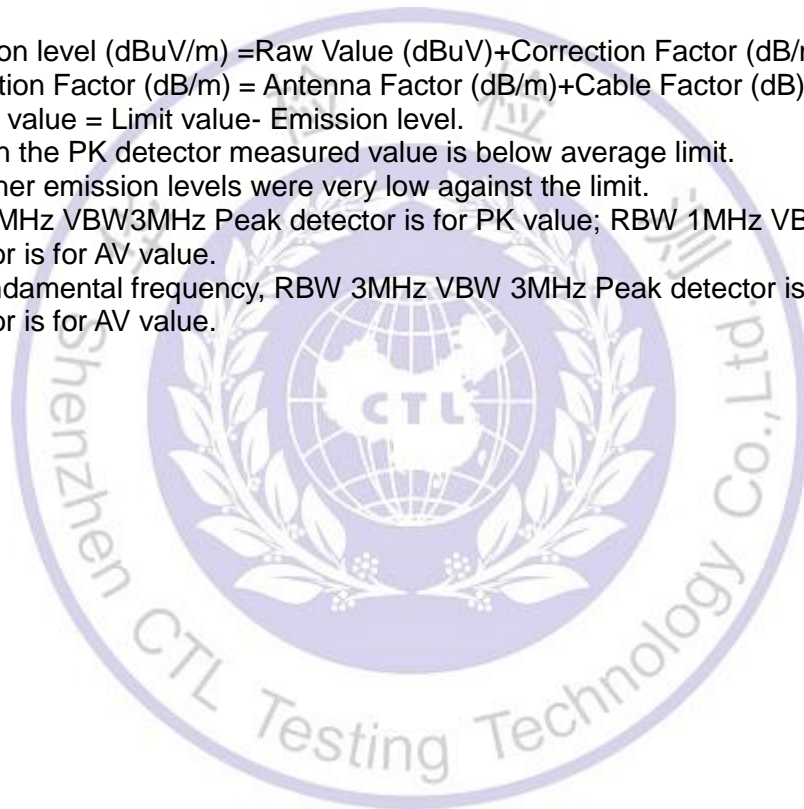 on level (dBuV/m) =Raw Value (dBuV)+Correction Factor (dB/
tion Factor (dB/m) = Antenna Factor (dB/m)+Cable Factor (dB)
value = Limit value- Emission level.
n the PK detector measured value is below average limit.
ner emission levels were very low against the limit.
MHz VBW3MHz Peak detector is for PK value; RBW 1MHz VB
or is for AV value.
ndamental frequency, RBW 3MHz VBW 3MHz Peak detector is
or is for AV value.
检
测
CTL
Shenzhen CTL Testing Technology Co., Ltd.